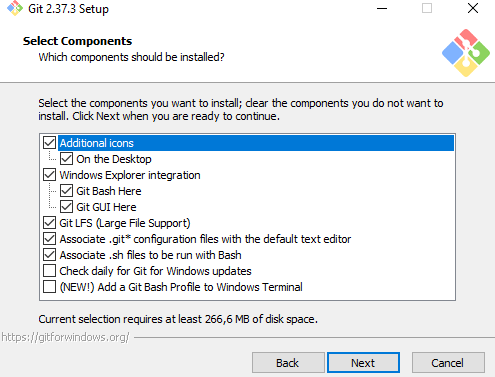 Git 2.37.3 Setup
Select Components
Which components should be installed?
Select the components you want to install; clear the components you do not want to
install. Click Next when you are ready to continue.
Additional icons
On the Desktop
Windows Explorer integration
Git Bash Here
Git GUI Here
Git LFS (Large File Support)
Associate .git* configuration files with the default text editor
Associate .sh files to be run with Bash
Check daily for Git for Windows updates
(NEW!) Add a Git Bash Profile to Windows Terminal
Current selection requires at least 266,6 MB of disk space.
https://gitforwindows.org/
Back
Next
Cancel